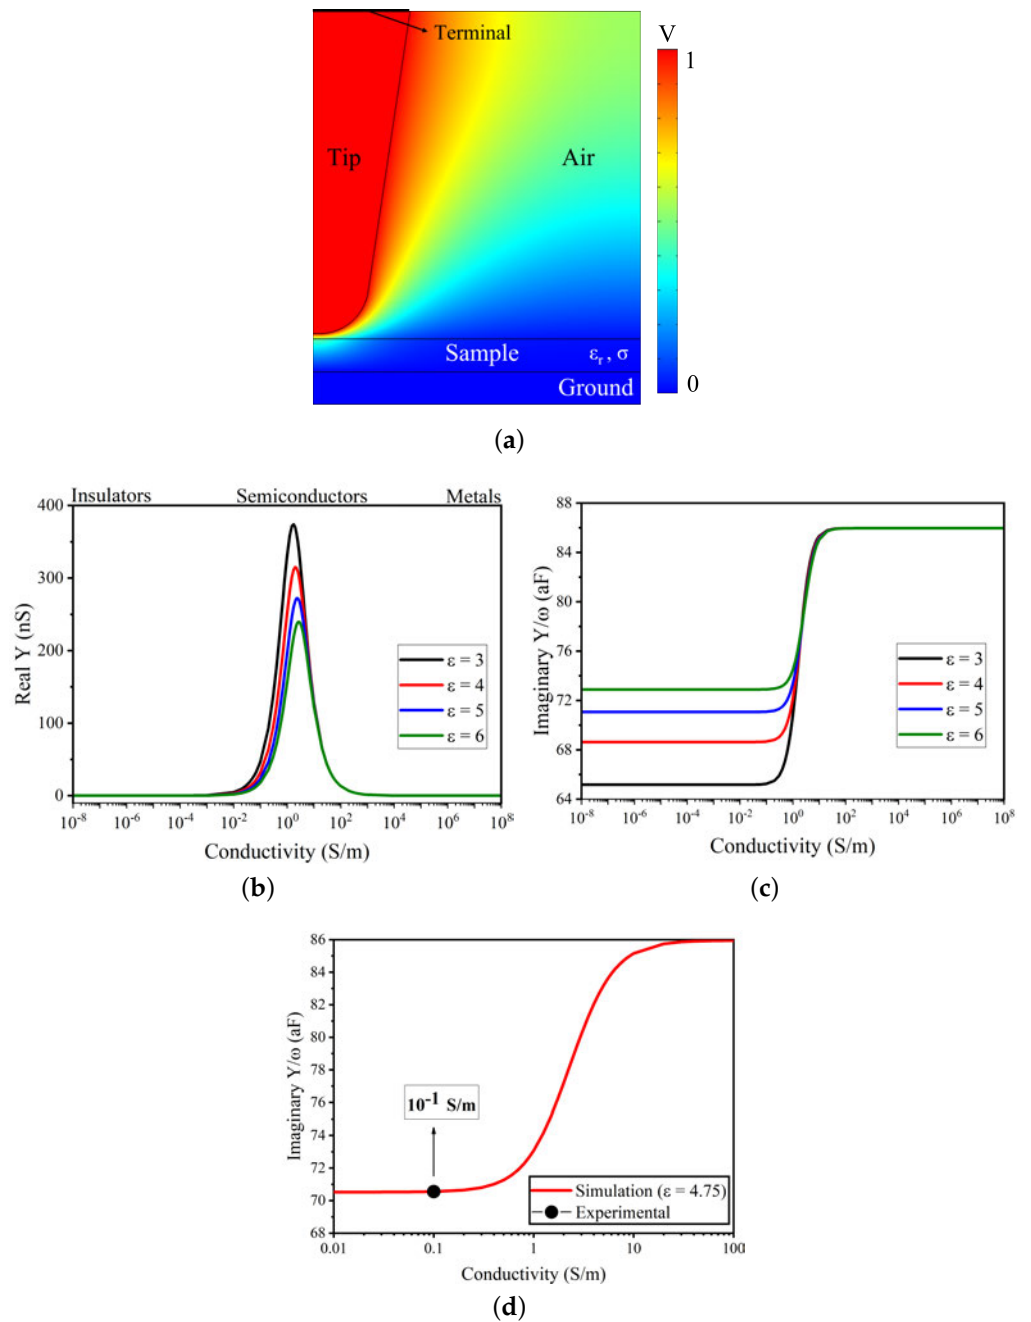 Terminal
V
1
Tip
Air
Sample
εr , σ
Ground
0
(a)
Insulators Semiconductors Metals
400
300
200
100
0
Real Y (nS)
ε = 3
ε = 4
ε = 5
ε = 6
10-8 10-6 10-4 10-2 100 102 104 106 108
Conductivity (S/m)
(b)
88
84
80
76
72
68
64
Imaginary Y/ω (aF)
ε = 3
ε = 4
ε = 5
ε = 6
10-8 10-6 10-4 10-2 100 102 104 106 108
Conductivity (S/m)
(c)
86
84
82
80
78
76
74
72
70
68
Imaginary Y/ω (aF)
10-1 S/m
Simulation (ε = 4.75)
Experimental
0.01 0.1 1 10 100
Conductivity (S/m)
(d)